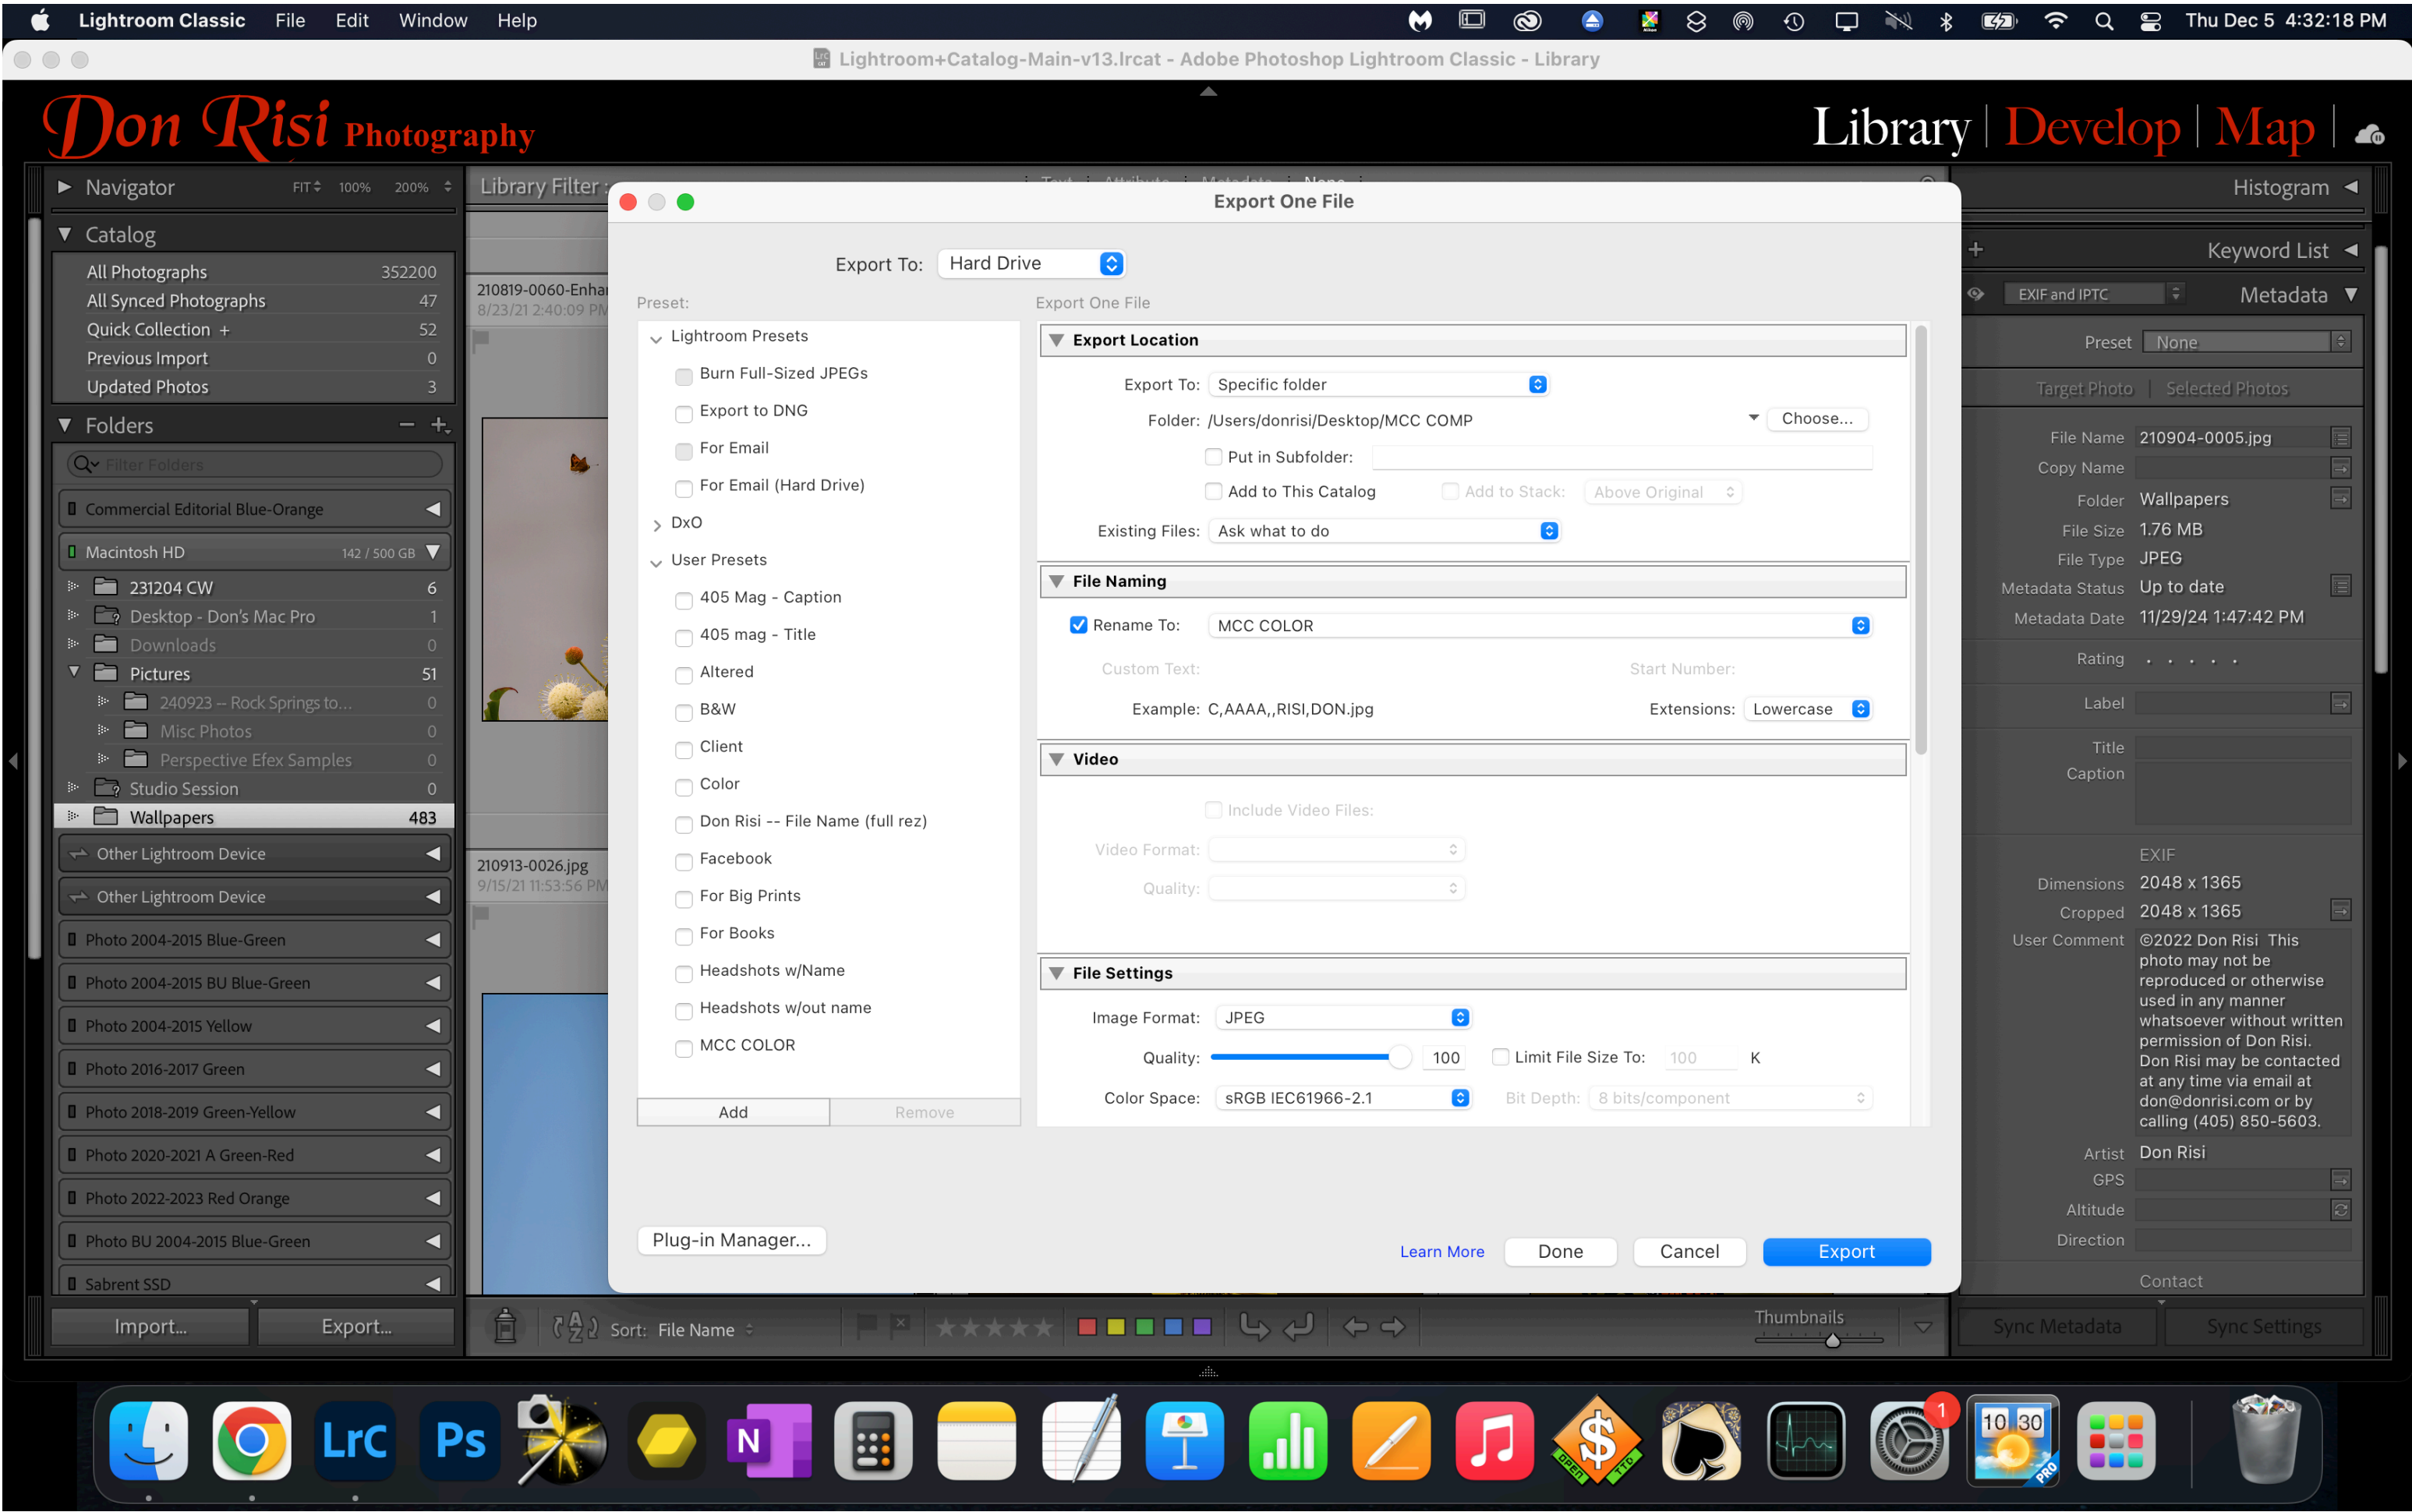 Lightroom Classic File Edit Window Help Thu Dec 5 4:32:18 PM
Lightroom+Catalog-Main-v13.lrcat - Adobe Photoshop Lightroom Classic - Library
Don Risi Photography
Library | Develop | Map
Navigator FIT 100% 200%
Catalog
All Photographs 352200
All Synced Photographs 47
Quick Collection + 52
Previous Import 0
Updated Photos 3
Folders
Filter Folders
Commercial Editorial Blue-Orange
Macintosh HD 142 / 500 GB
231204 CW 6
Desktop - Don's Mac Pro 1
Downloads 0
Pictures 51
240923 -- Rock Springs to... 0
Misc Photos 0
Perspective Efex Samples 0
Studio Session 0
Wallpapers 483
Other Lightroom Device
Other Lightroom Device
Photo 2004-2015 Blue-Green
Photo 2004-2015 BU Blue-Green
Photo 2004-2015 Yellow
Photo 2016-2017 Green
Photo 2018-2019 Green-Yellow
Photo 2020-2021 A Green-Red
Photo 2022-2023 Red Orange
Photo BU 2004-2015 Blue-Green
Sabrent SSD
Import... Export...
Library Filter :
210819-0060-Enha
8/23/21 2:40:09 PM
210913-0026.jpg
9/15/21 11:53:56 PM
Export One File
Export To: Hard Drive
Preset:
Lightroom Presets
Burn Full-Sized JPEGs
Export to DNG
For Email
For Email (Hard Drive)
DxO
User Presets
405 Mag - Caption
405 mag - Title
Altered
B&W
Client
Color
Don Risi -- File Name (full rez)
Facebook
For Big Prints
For Books
Headshots w/Name
Headshots w/out name
MCC COLOR
Add Remove
Plug-in Manager...
Export One File
Export Location
Export To: Specific folder
Folder: /Users/donrisi/Desktop/MCC COMP Choose...
Put in Subfolder:
Add to This Catalog Add to Stack: Above Original
Existing Files: Ask what to do
File Naming
Rename To: MCC COLOR
Custom Text: Start Number:
Example: C,AAAA,,RISI,DON.jpg Extensions: Lowercase
Video
Include Video Files:
Video Format:
Quality:
File Settings
Image Format: JPEG
Quality: 100 Limit File Size To: 100 K
Color Space: sRGB IEC61966-2.1 Bit Depth: 8 bits/component
Learn More Done Cancel Export
Sort: File Name Thumbnails
Histogram
Keyword List
EXIF and IPTC Metadata
Preset None
Target Photo | Selected Photos
File Name 210904-0005.jpg
Copy Name
Folder Wallpapers
File Size 1.76 MB
File Type JPEG
Metadata Status Up to date
Metadata Date 11/29/24 1:47:42 PM
Rating . . . . .
Label
Title
Caption
EXIF
Dimensions 2048 x 1365
Cropped 2048 x 1365
User Comment ©2022 Don Risi This
photo may not be
reproduced or otherwise
used in any manner
whatsoever without written
permission of Don Risi.
Don Risi may be contacted
at any time via email at
don@donrisi.com or by
calling (405) 850-5603.
Artist Don Risi
GPS
Altitude
Direction
Contact
Sync Metadata Sync Settings
LrC Ps N OPEN TTD 1 10 30 PRO